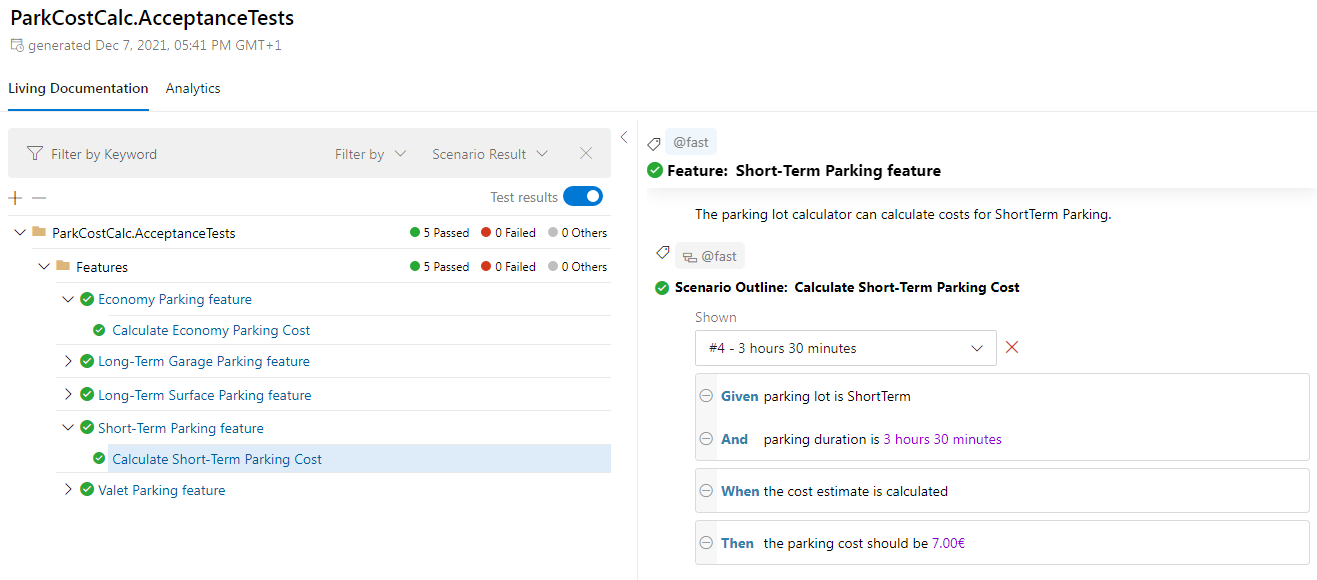 ParkCostCalc.AcceptanceTests
generated Dec 7, 2021, 05:41 PM GMT+1
Living Documentation Analytics
Filter by Keyword Filter by Scenario Result
Test results
ParkCostCalc.AcceptanceTests 5 Passed 0 Failed 0 Others
Features 5 Passed 0 Failed 0 Others
Economy Parking feature
Calculate Economy Parking Cost
Long-Term Garage Parking feature
Long-Term Surface Parking feature
Short-Term Parking feature
Calculate Short-Term Parking Cost
Valet Parking feature
@fast
Feature: Short-Term Parking feature
The parking lot calculator can calculate costs for ShortTerm Parking.
@fast
Scenario Outline: Calculate Short-Term Parking Cost
Shown
#4 - 3 hours 30 minutes
Given parking lot is ShortTerm
And parking duration is 3 hours 30 minutes
When the cost estimate is calculated
Then the parking cost should be 7.00€